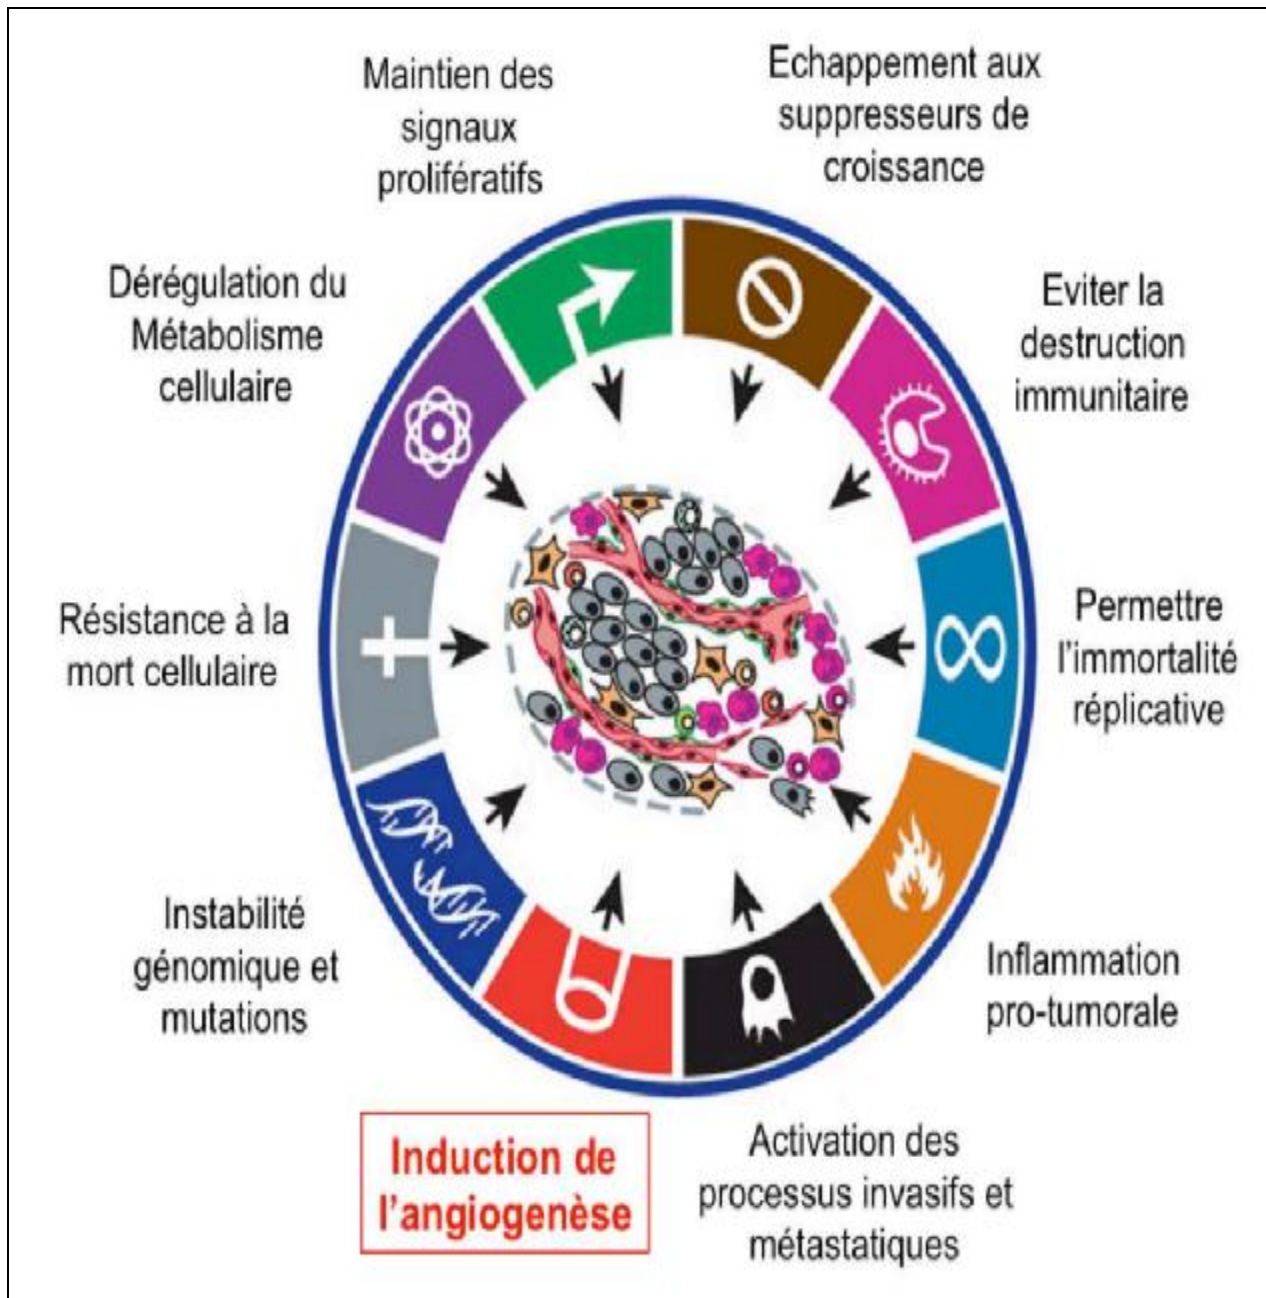 Maintien des
signaux
prolifératifs
Echappement aux
suppresseurs de
croissance
Dérégulation du
Métabolisme
cellulaire
Eviter la
destruction
immunitaire
Résistance à la
mort cellulaire
Permettre
l'immortalité
réplicative
Instabilité
génomique et
mutations
Inflammation
pro-tumorale
Induction de
l'angiogenèse
Activation des
processus invasifs et
métastatiques